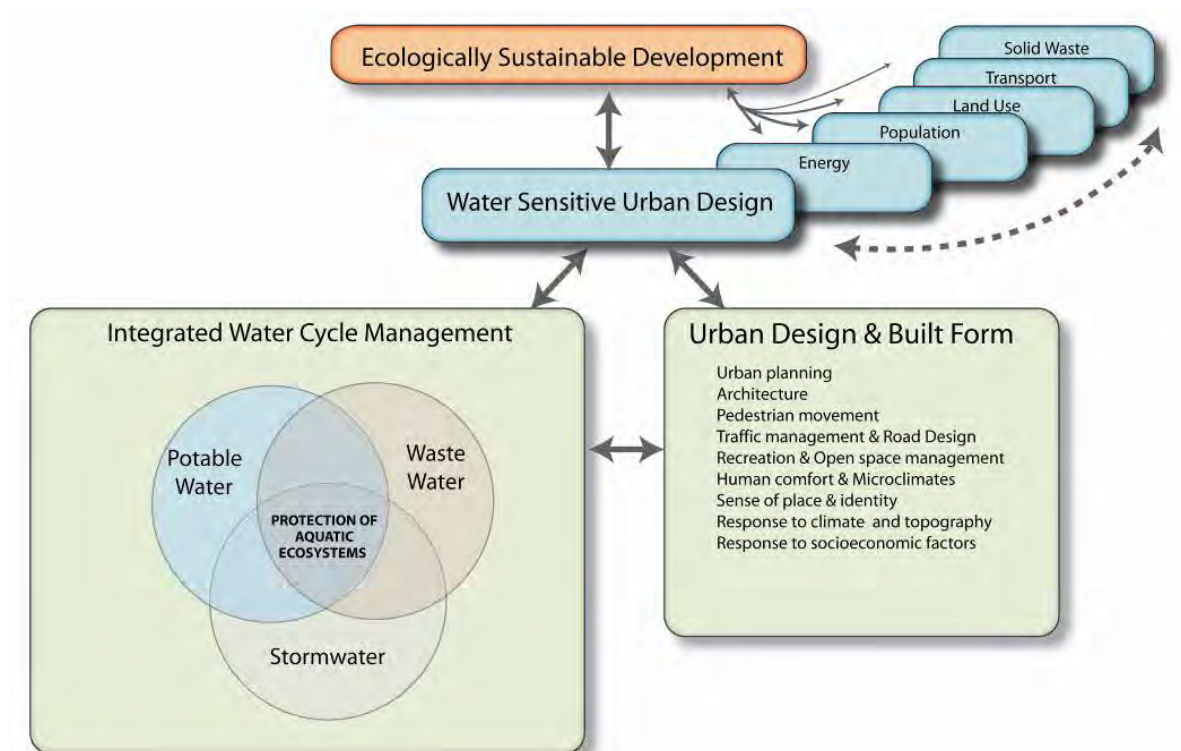 Ecologically Sustainable Development
Solid Waste
Transport
Land Use
Population
Energy
Water Sensitive Urban Design
Integrated Water Cycle Management
Potable
Water
Waste
Water
PROTECTION OF
AQUATIC
ECOSYSTEMS
Stormwater
Urban Design & Built Form
Urban planning
Architecture
Pedestrian movement
Traffic management & Road Design
Recreation & Open space management
Human comfort & Microclimates
Sense of place & identity
Response to climate and topography
Response to socioeconomic factors